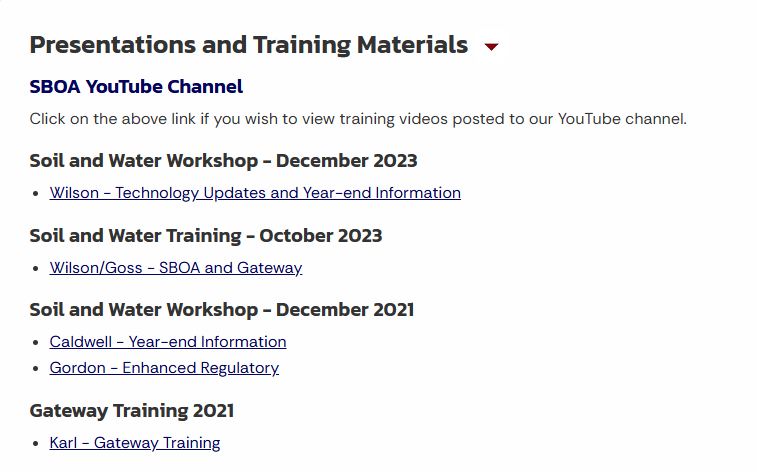 Presentations and Training Materials
SBOA YouTube Channel
Click on the above link if you wish to view training videos posted to our YouTube channel.
Soil and Water Workshop - December 2023
• Wilson - Technology Updates and Year-end Information
Soil and Water Training - October 2023
• Wilson/Goss - SBOA and Gateway
Soil and Water Workshop - December 2021
• Caldwell - Year-end Information
• Gordon - Enhanced Regulatory
Gateway Training 2021
• Karl - Gateway Training